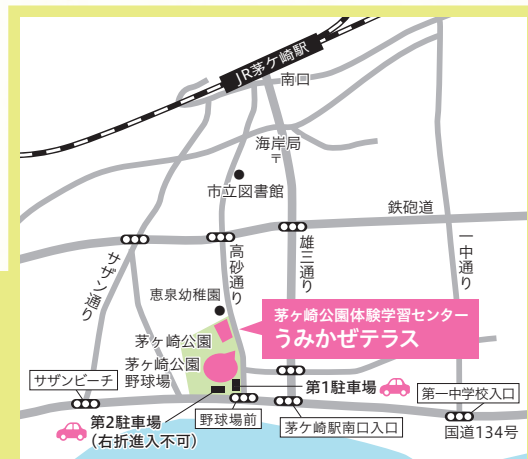 JR茅ケ崎駅
南口
海岸局
〒
市立図書館
鉄砲道
サザン通り
高砂通り
雄三通り
一中通り
恵泉幼稚園
茅ヶ崎公園体験学習センター
うみかぜテラス
茅ヶ崎公園
茅ヶ崎公園
野球場
サザンビーチ
第1駐車場
第一中学校入口
第2駐車場
(右折進入不可)
野球場前
茅ケ崎駅南口入口
国道134号